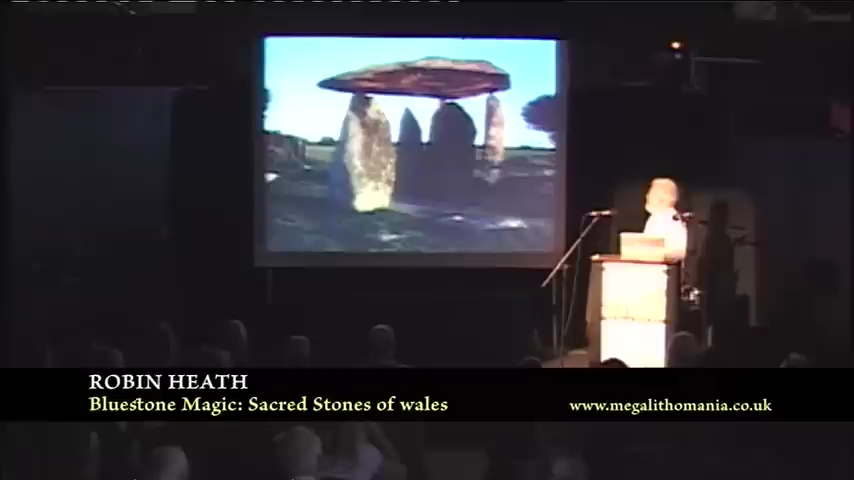 ROBIN HEATH
Bluestone Magic: Sacred Stones of wales
www.megalithomania.co.uk